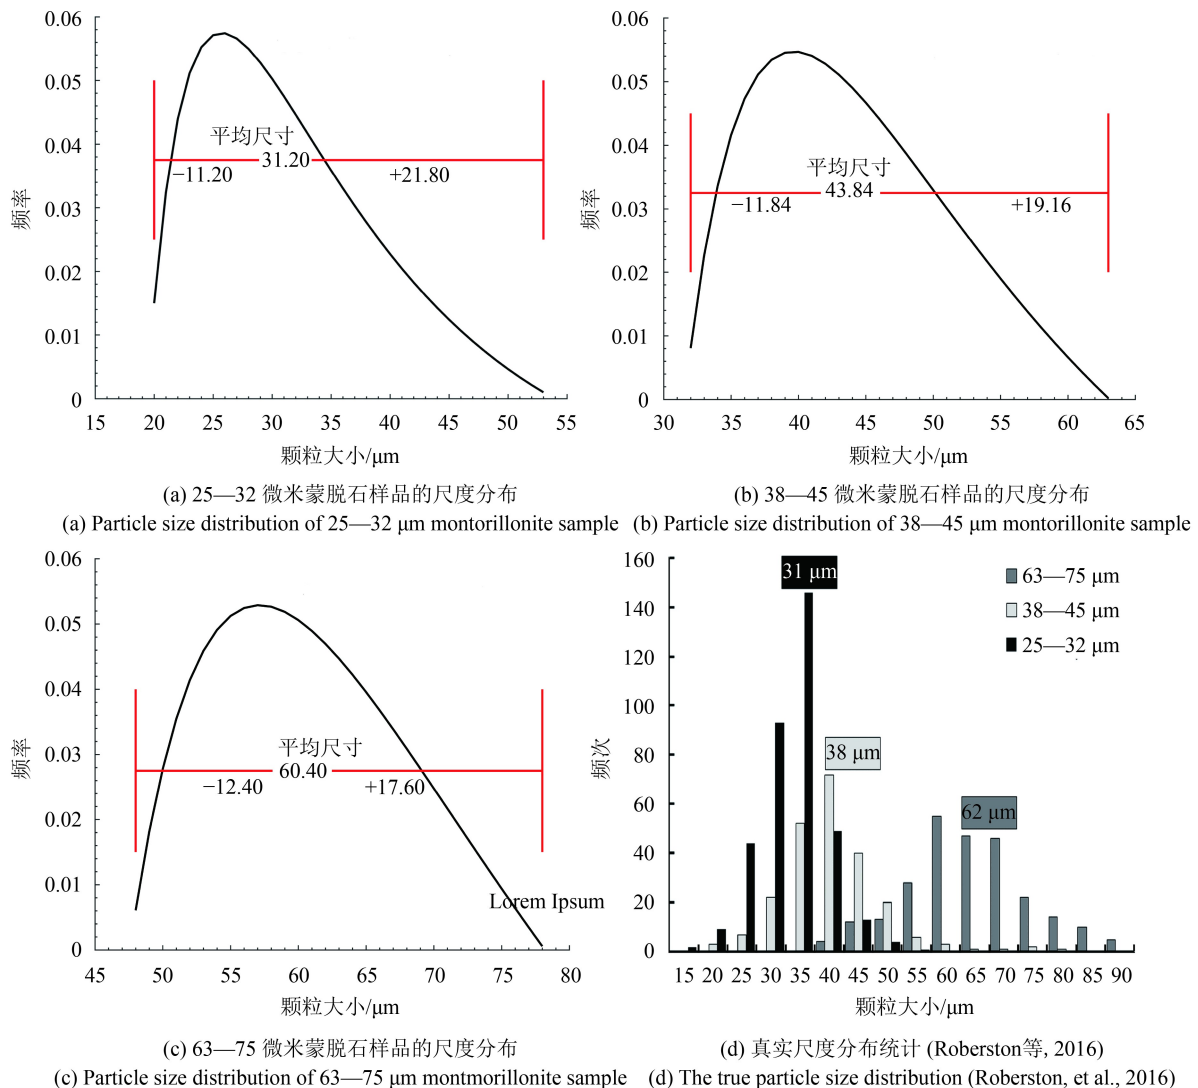 0.06
0.05
0.04
0.03
0.02
0.01
0
频率
平均尺寸
31.20
−11.20
+21.80
15 20 25 30 35 40 45 50 55
颗粒大小/μm
(a) 25—32 微米蒙脱石样品的尺度分布
(a) Particle size distribution of 25—32 μm montorillonite sample
0.06
0.05
0.04
0.03
0.02
0.01
0
频率
平均尺寸
43.84
−11.84
+19.16
30 35 40 45 50 55 60 65
颗粒大小/μm
(b) 38—45 微米蒙脱石样品的尺度分布
(b) Particle size distribution of 38—45 μm montorillonite sample
0.06
0.05
0.04
0.03
0.02
0.01
0
频率
平均尺寸
60.40
−12.40
+17.60
Lorem Ipsum
45 50 55 60 65 70 75 80
颗粒大小/μm
(c) 63—75 微米蒙脱石样品的尺度分布
(c) Particle size distribution of 63—75 μm montmorillonite sample
160
140
120
100
80
60
40
20
0
频次
31 μm
38 μm
62 μm
63—75 μm
38—45 μm
25—32 μm
15 20 25 30 35 40 45 50 55 60 65 70 75 80 85 90
颗粒大小/μm
(d) 真实尺度分布统计 (Roberston等, 2016)
(d) The true particle size distribution (Roberston, et al., 2016)